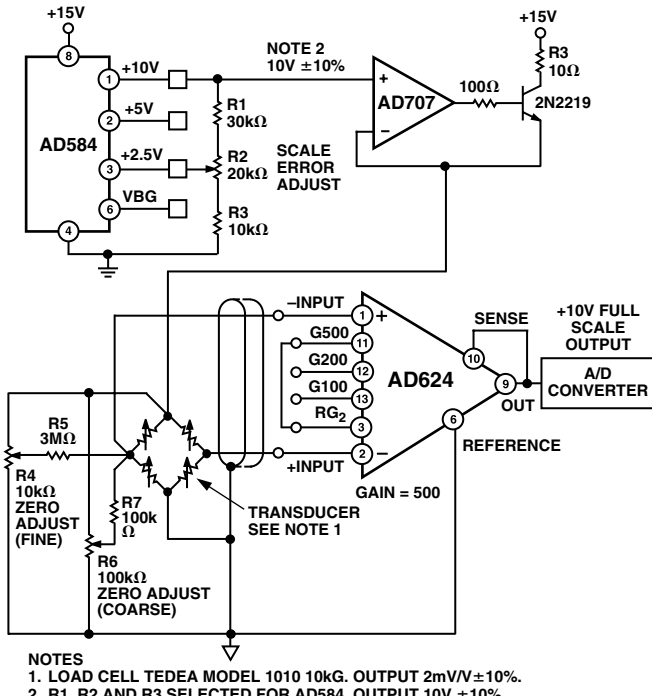 +15V
8
1
+10V
2
+5V
AD584
3
+2.5V
6
VBG
4
R1
30kΩ
R2
20kΩ
R3
10kΩ
SCALE
ERROR
ADJUST
NOTE 2
10V ±10%
+
AD707
–
100Ω
+15V
R3
10Ω
2N2219
–INPUT
1
+
G500
11
G200
12
G100
13
RG2
3
+INPUT
2
–
AD624
GAIN = 500
SENSE
10
9
OUT
6
REFERENCE
+10V FULL
SCALE
OUTPUT
A/D
CONVERTER
R5
3MΩ
R4
10kΩ
ZERO
ADJUST
(FINE)
R7
100k
Ω
R6
100kΩ
ZERO ADJUST
(COARSE)
TRANSDUCER
SEE NOTE 1
NOTES
1. LOAD CELL TEDEA MODEL 1010 10kG. OUTPUT 2mV/V±10%.
2. R1, R2 AND R3 SELECTED FOR AD584. OUTPUT 10V ±10%.